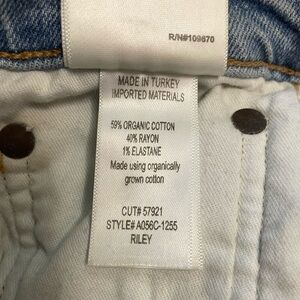 R/N#109670
MADE IN TURKEY
IMPORTED MATERIALS
59% ORGANIC COTTON
40% RAYON
1% ELASTANE
Made using organically
grown cotton
CUT# 57921
STYLE# A056C-1255
RILEY